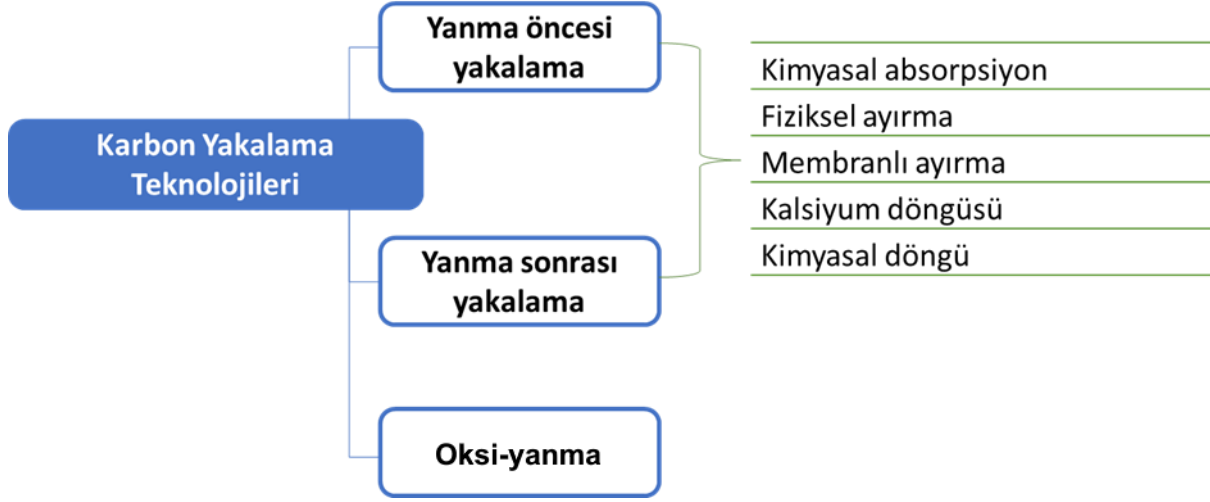 Karbon Yakalama
Teknolojileri
Yanma öncesi
yakalama
Yanma sonrası
yakalama
Oksi-yanma
Kimyasal absorpsiyon
Fiziksel ayırma
Membranlı ayırma
Kalsiyum döngüsü
Kimyasal döngü